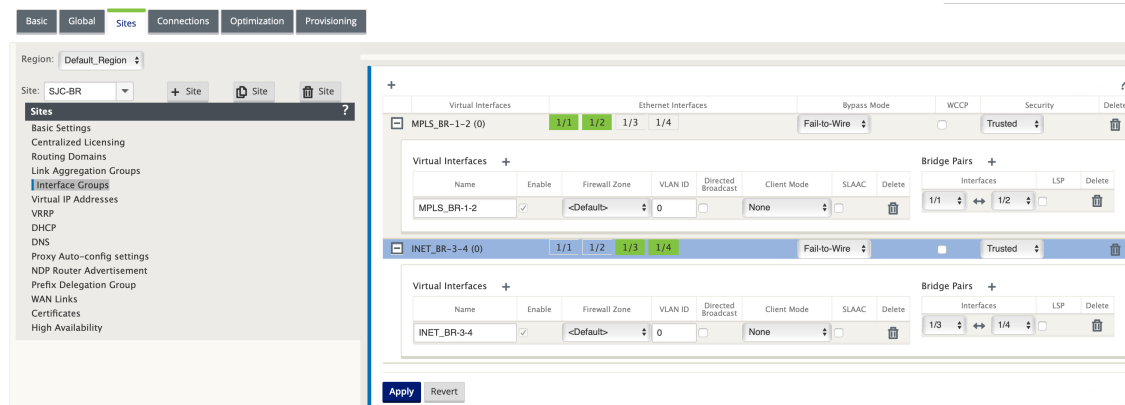 Basic Global Sites Connections Optimization Provisioning
Region: Default_Region
Site: SJC-BR + Site Site Site
Sites ?
Basic Settings
Centralized Licensing
Routing Domains
Link Aggregation Groups
Interface Groups
Virtual IP Addresses
VRRP
DHCP
DNS
Proxy Auto-config settings
NDP Router Advertisement
Prefix Delegation Group
WAN Links
Certificates
High Availability
+
Virtual Interfaces Ethernet Interfaces Bypass Mode WCCP Security Delete
MPLS_BR-1-2 (0) 1/1 1/2 1/3 1/4 Fail-to-Wire Trusted
Virtual Interfaces + Bridge Pairs +
Name Enable Firewall Zone VLAN ID Directed Broadcast Client Mode SLAAC Delete Interfaces LSP Delete
MPLS_BR-1-2 <Default> 0 None 1/1 1/2
INET_BR-3-4 (0) 1/1 1/2 1/3 1/4 Fail-to-Wire Trusted
Virtual Interfaces + Bridge Pairs +
Name Enable Firewall Zone VLAN ID Directed Broadcast Client Mode SLAAC Delete Interfaces LSP Delete
INET_BR-3-4 <Default> 0 None 1/3 1/4
Apply Revert